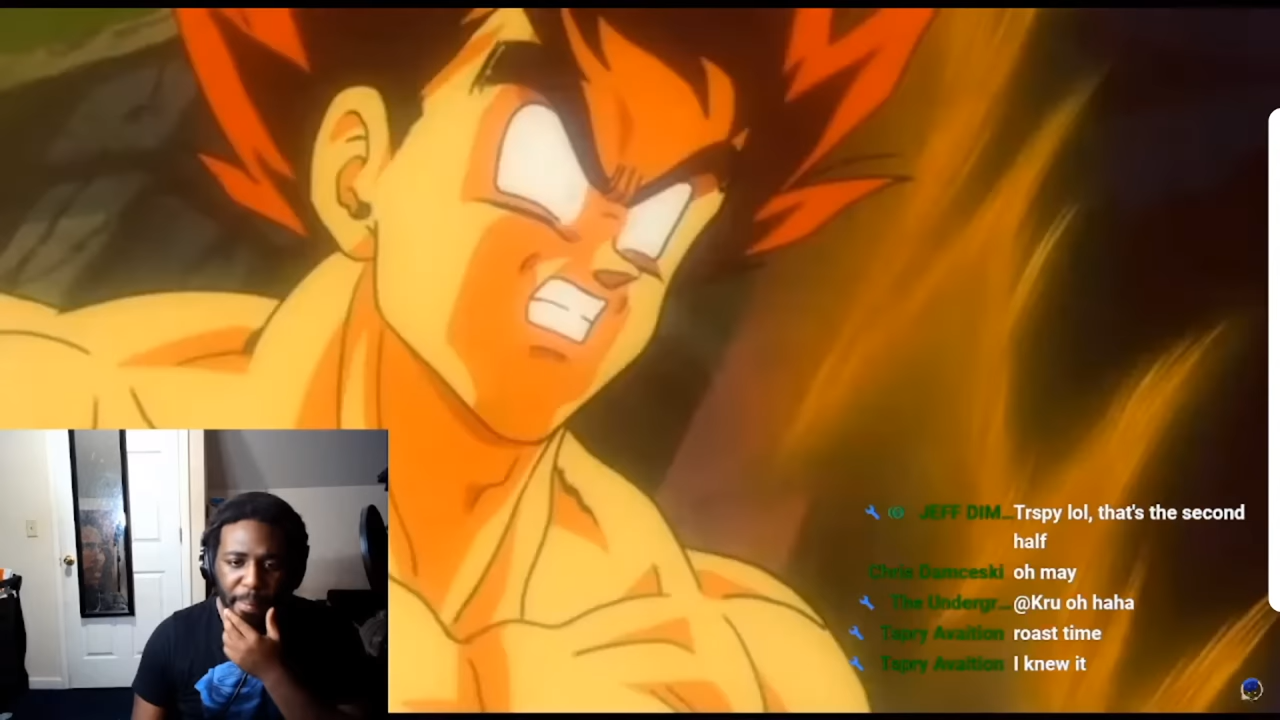 JEFF DIM... Trspy lol, that's the second
half
Chris Damceski oh may
The Undergr... @Kru oh haha
Tapry Avaition roast time
Tapry Avaition I knew it